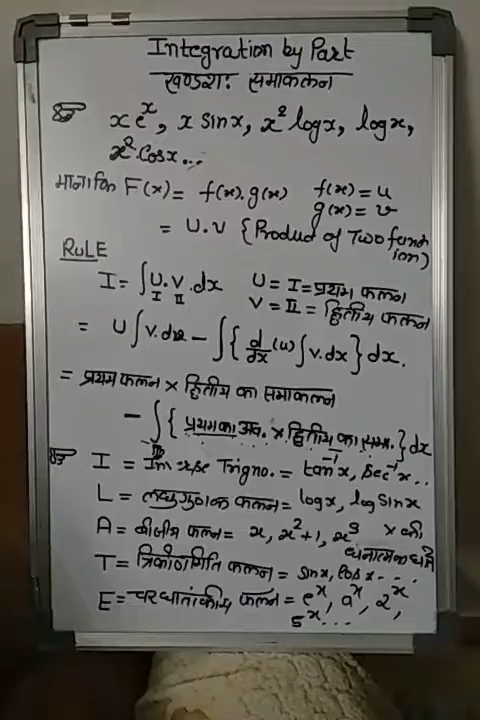 Integration by Part
खण्डशः समाकलन
x eˣ, x sinx, x² logx, logx,
x² Cosx...
माना कि F(x) = f(x).g(x) f(x) = u
g(x) = v
= U.V {Product of Two function)
RULE
I = ∫U.V.dx U = I = प्रथम फलन
I II V = II = द्वितीय फलन
= U∫V.dx − ∫{d/dx (u)∫v.dx}dx.
= प्रथम फलन × द्वितीय का समाकलन
− ∫{प्रथम का अव. × द्वितीय का समा.}dx
I = Inverse Trigno. = tan⁻¹x, Sec⁻¹x..
L = लघुगुणक फलन = logx, log Sinx
A = बीजीय फलन = x, x²+1, x³ x की
धनात्मक घाते
T = त्रिकोणमिति फलन = sinx, Cosx....
E = चरघातांकीय फलन = eˣ, aˣ, 2ˣ,
5ˣ...